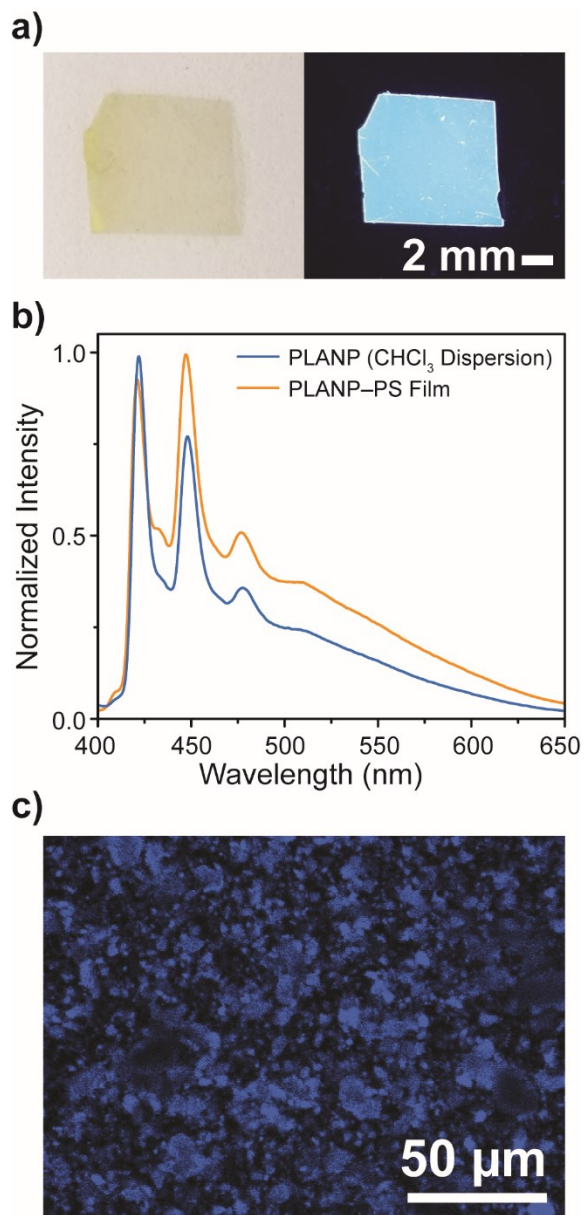 a)
2 mm
b)
PLANP (CHCl₃ Dispersion)
PLANP–PS Film
Normalized Intensity
1.0
0.5
0.0
400 450 500 550 600 650
Wavelength (nm)
c)
50 µm